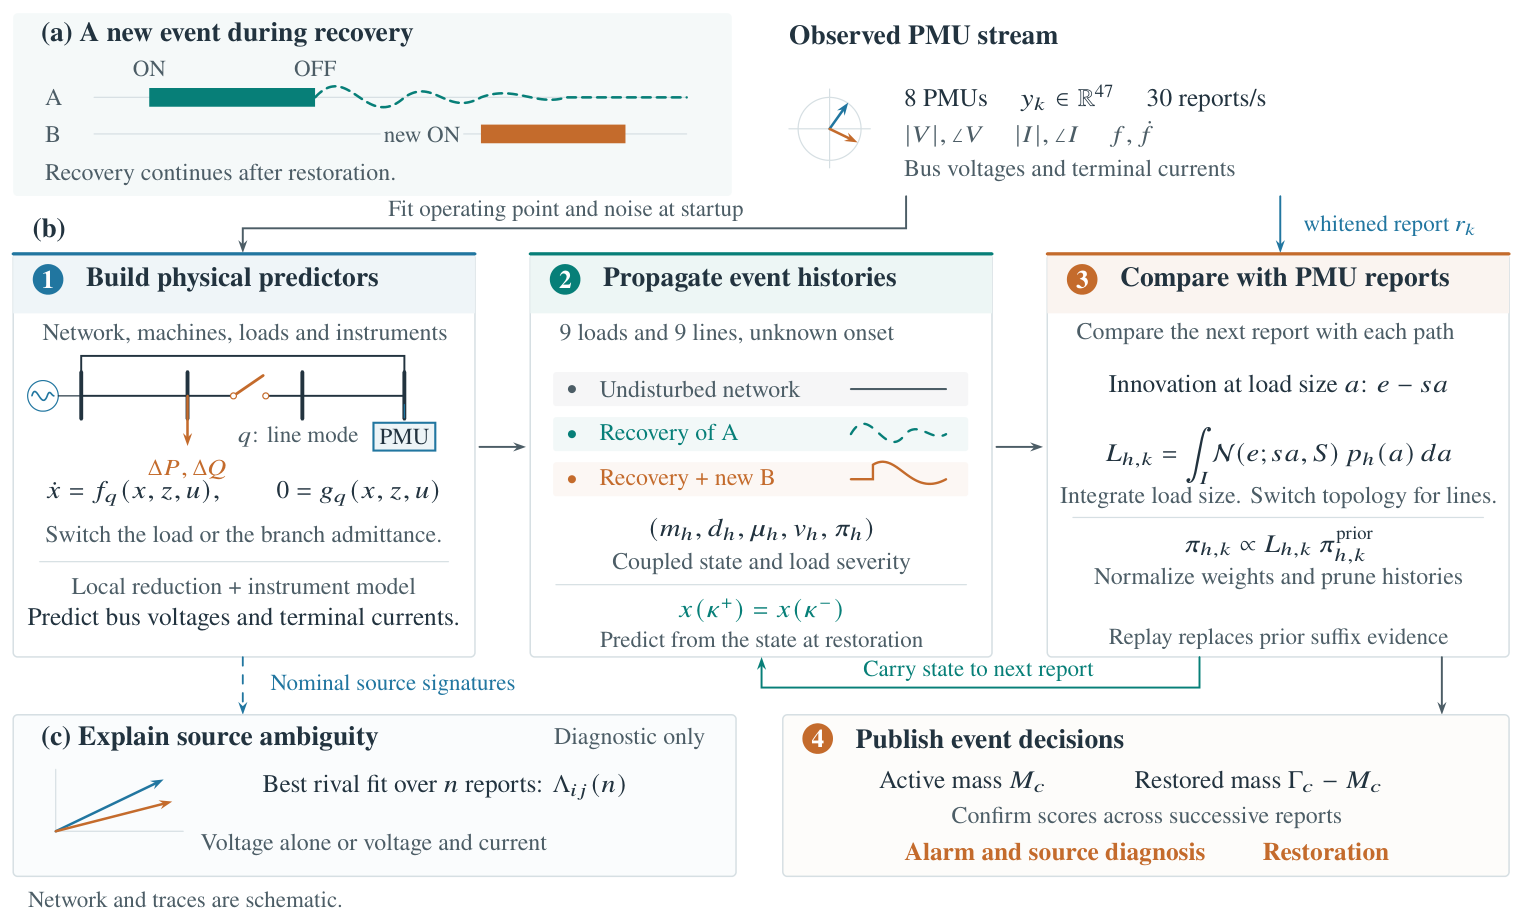 (a) A new event during recovery
ON OFF
A
B new ON
Recovery continues after restoration.
Observed PMU stream
8 PMUs y_k ∈ ℝ^47 30 reports/s
|V|, ∠V |I|, ∠I f, ḟ
Bus voltages and terminal currents
Fit operating point and noise at startup
whitened report r_k
(b)
1 Build physical predictors
Network, machines, loads and instruments
q: line mode PMU
ΔP, ΔQ
ẋ = f_q(x, z, u), 0 = g_q(x, z, u)
Switch the load or the branch admittance.
Local reduction + instrument model
Predict bus voltages and terminal currents.
2 Propagate event histories
9 loads and 9 lines, unknown onset
• Undisturbed network
• Recovery of A
• Recovery + new B
(m_h, d_h, μ_h, v_h, π_h)
Coupled state and load severity
x(κ^+) = x(κ^−)
Predict from the state at restoration
3 Compare with PMU reports
Compare the next report with each path
Innovation at load size a: e − sa
L_{h,k} = ∫_I 𝒩(e; sa, S) p_h(a) da
Integrate load size. Switch topology for lines.
π_{h,k} ∝ L_{h,k} π_{h,k}^{prior}
Normalize weights and prune histories
Replay replaces prior suffix evidence
Carry state to next report
Nominal source signatures
(c) Explain source ambiguity Diagnostic only
Best rival fit over n reports: Λ_{ij}(n)
Voltage alone or voltage and current
4 Publish event decisions
Active mass M_c Restored mass Γ_c − M_c
Confirm scores across successive reports
Alarm and source diagnosis Restoration
Network and traces are schematic.